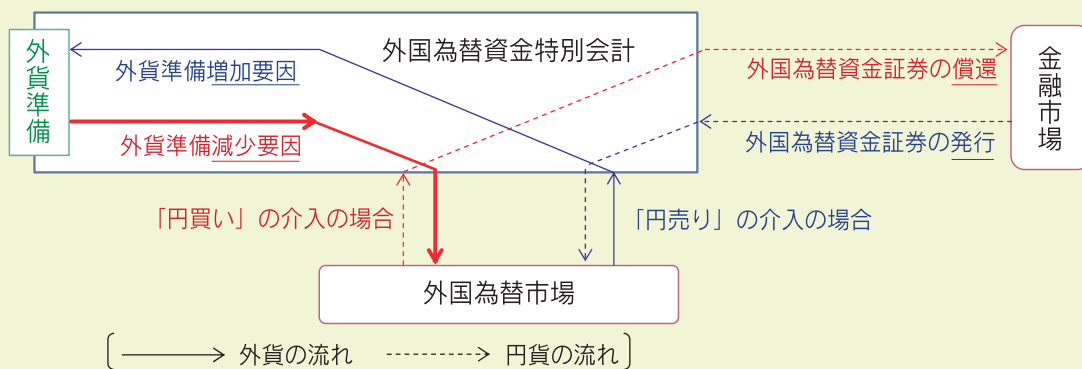 外貨準備
外国為替資金特別会計
外貨準備増加要因
外貨準備減少要因
外国為替資金証券の償還
外国為替資金証券の発行
金融市場
「円買い」の介入の場合
「円売り」の介入の場合
外国為替市場
外貨の流れ 円貨の流れ